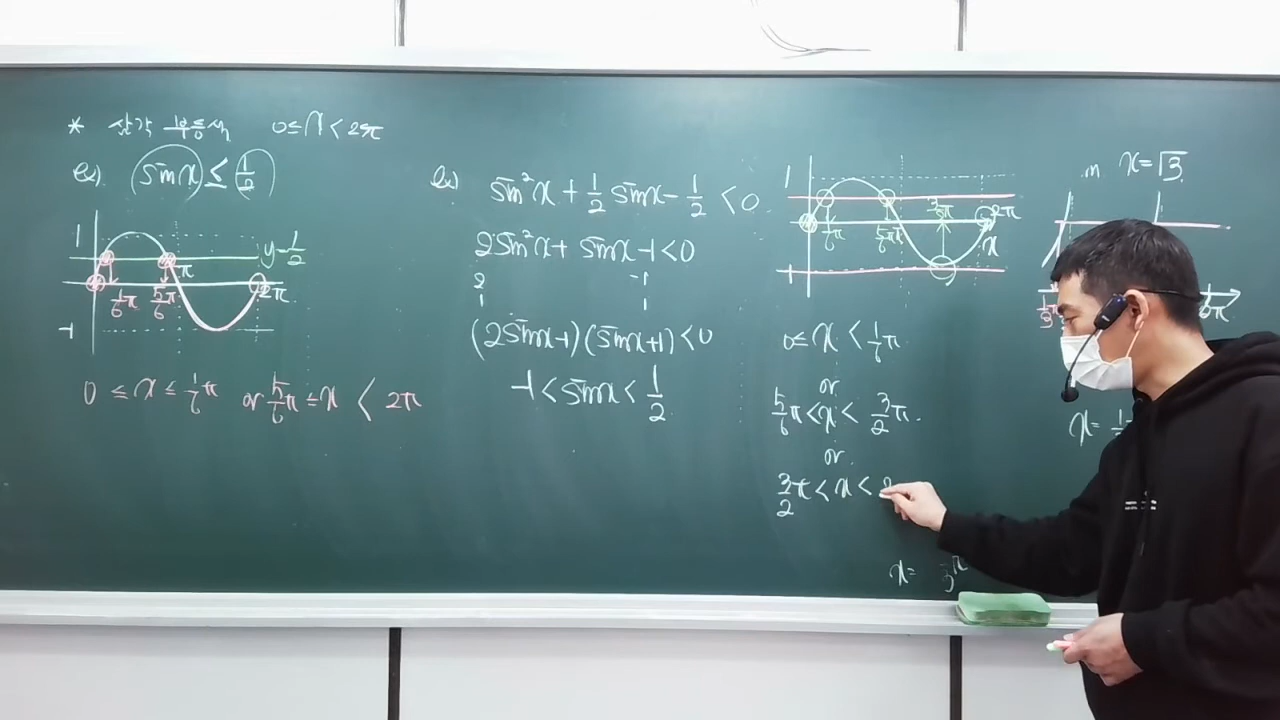 * 삼각 부등식 0≤x<2π
ex) sinx ≤ 1/2
1
y=1/2
π
1/6π 5/6π 2π
-1
0 ≤ x ≤ 1/6π or 5/6π ≤ x < 2π
ex) sin²x + 1/2 sinx - 1/2 < 0
2sin²x + sinx - 1 < 0
2 -1
1 1
(2sinx-1)(sinx+1) < 0
-1 < sinx < 1/2
1
1/6π 5/6π 3/2π 2π
x
-1
0≤ x < 1/6π
or
5/6π < x < 3/2π.
or
3/2π < x <
x=√3
x=
x=